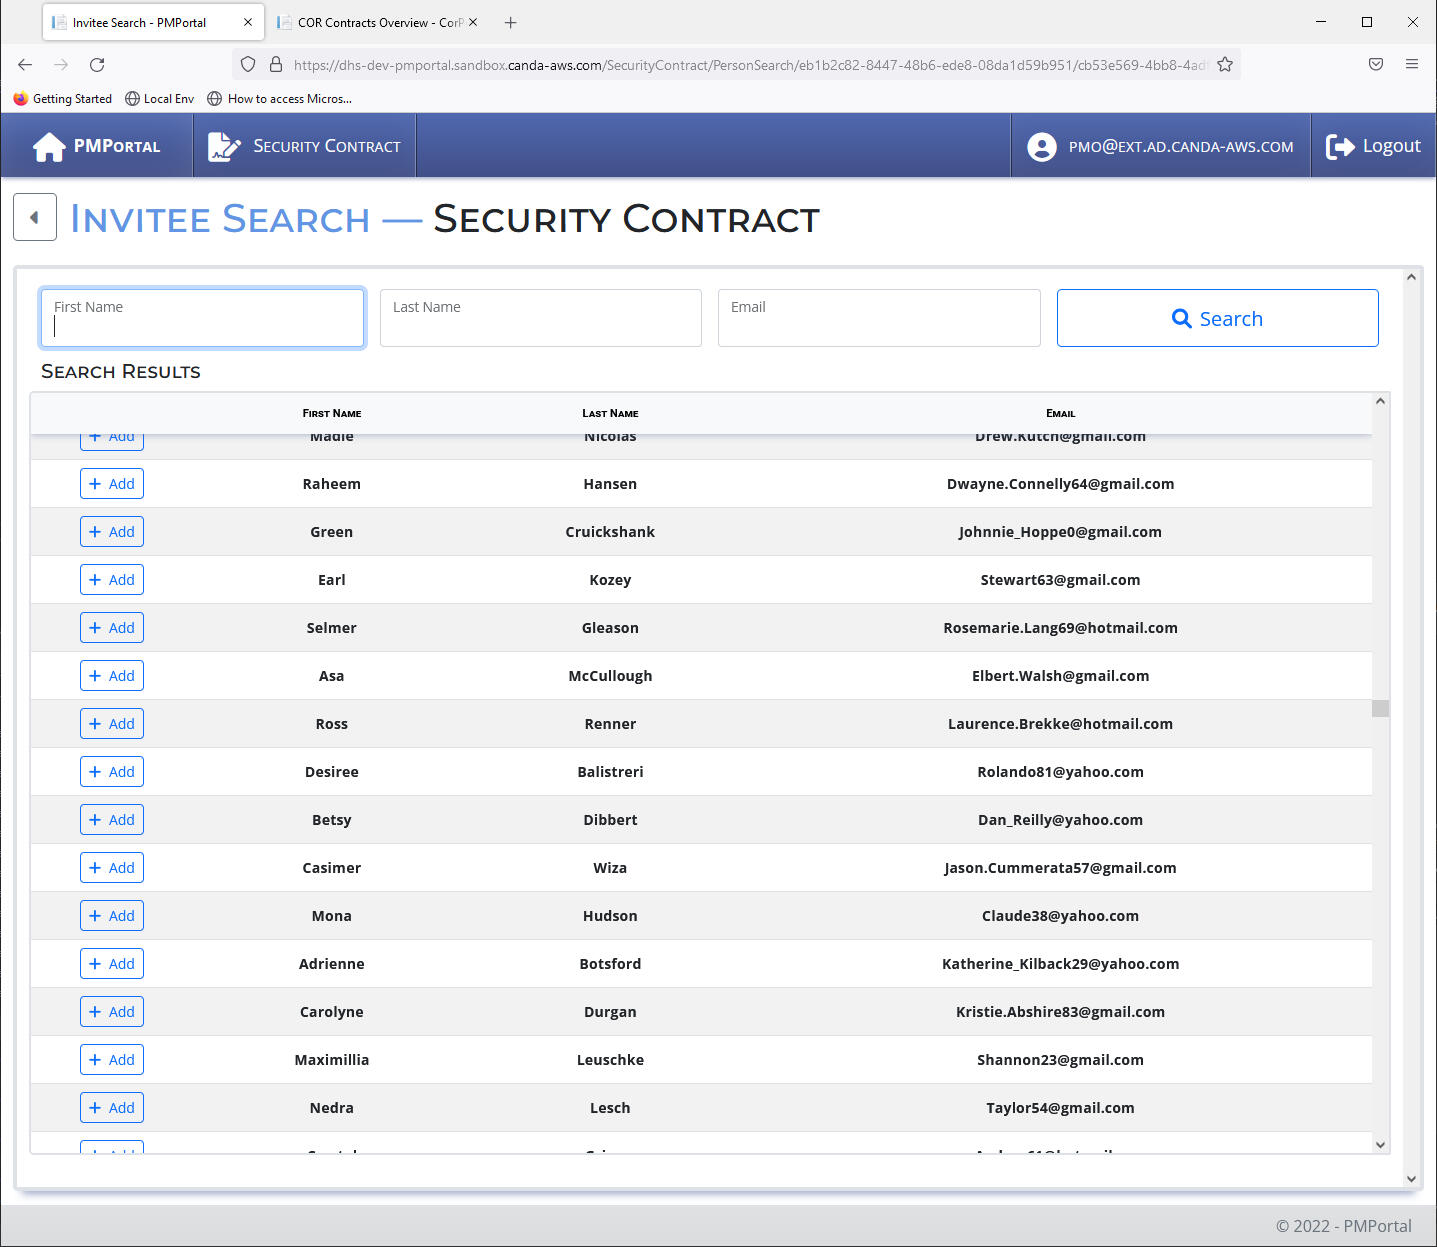 Invitee Search - PMPortal
COR Contracts Overview - CorP
https://dhs-dev-pmportal.sandbox.canda-aws.com/SecurityContract/PersonSearch/eb1b2c82-8447-48b6-ede8-08da1d59b951/cb53e569-4bb8-4adf
Getting Started Local Env How to access Micros...
PMPortal Security Contract pmo@ext.ad.canda-aws.com Logout
Invitee Search — Security Contract
First Name Last Name Email Search
Search Results
First Name Last Name Email
Add Madie Nicolas Drew.Kutch@gmail.com
Add Raheem Hansen Dwayne.Connelly64@gmail.com
Add Green Cruickshank Johnnie_Hoppe0@gmail.com
Add Earl Kozey Stewart63@gmail.com
Add Selmer Gleason Rosemarie.Lang69@hotmail.com
Add Asa McCullough Elbert.Walsh@gmail.com
Add Ross Renner Laurence.Brekke@hotmail.com
Add Desiree Balistreri Rolando81@yahoo.com
Add Betsy Dibbert Dan_Reilly@yahoo.com
Add Casimer Wiza Jason.Cummerata57@gmail.com
Add Mona Hudson Claude38@yahoo.com
Add Adrienne Botsford Katherine_Kilback29@yahoo.com
Add Carolyne Durgan Kristie.Abshire83@gmail.com
Add Maximillia Leuschke Shannon23@gmail.com
Add Nedra Lesch Taylor54@gmail.com
Add
© 2022 - PMPortal